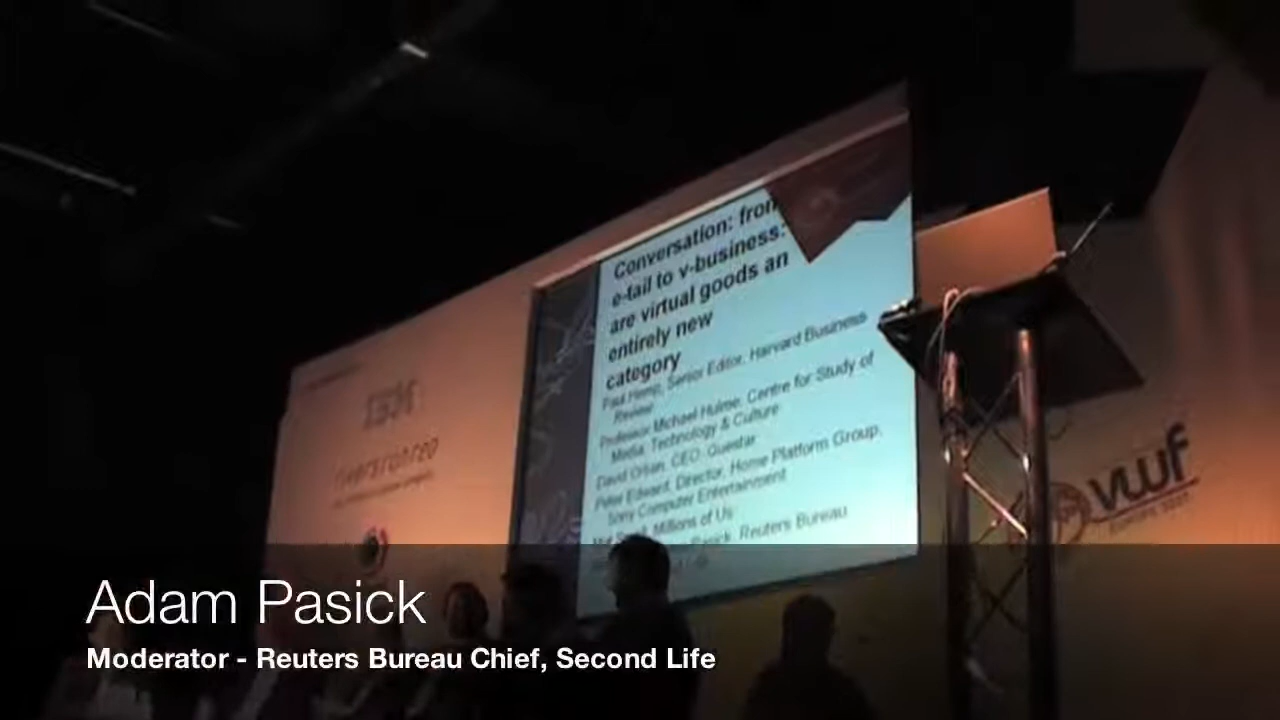 Conversation: from
e-tail to v-business:
are virtual goods an
entirely new
category
Paul Hemp, Senior Editor, Harvard Business
Review
Professor Michael Hulme, Centre for Study of
Media, Technology & Culture
David Orban, CEO, Questar
Peter Edward, Director, Home Platform Group,
Sony Computer Entertainment
Millions of Us
Pasick, Reuters Bureau
IBM
vwf
Adam Pasick
Moderator - Reuters Bureau Chief, Second Life